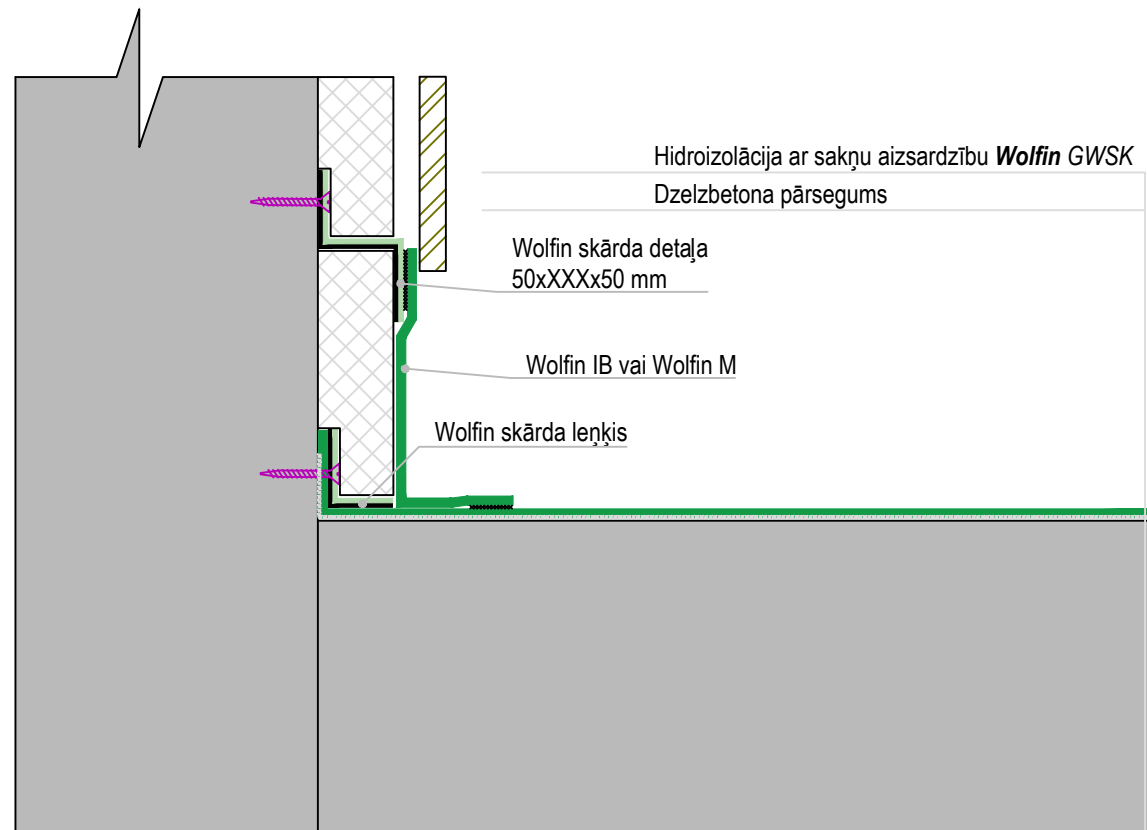 Hidroizolācija ar sakņu aizsardzību Wolfin GWSK
Dzelzbetona pārsegums
Wolfin skārda detaļa
50xXXXx50 mm
Wolfin IB vai Wolfin M
Wolfin skārda leņķis